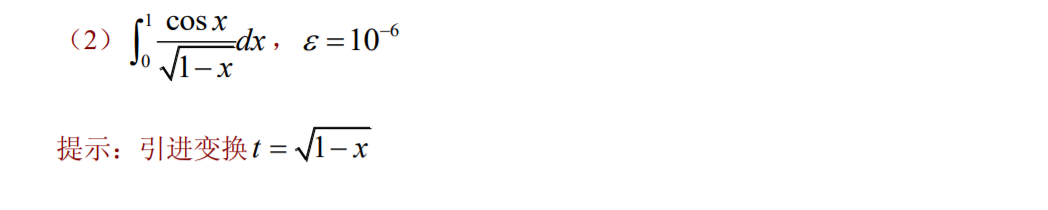 （2） ∫₀¹ cos x / √(1−x) dx， ε = 10⁻⁶
提示：引进变换 t = √(1−x)